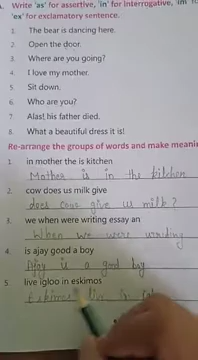 Write 'as' for assertive, 'in' for interrogative, 'im'
'ex' for exclamatory sentence.
1. The bear is dancing here.
2. Open the door.
3. Where are you going?
4. I love my mother.
5. Sit down.
6. Who are you?
7. Alas! his father died.
8. What a beautiful dress it is!
Re-arrange the groups of words and make
1. in mother the is kitchen
Mother is in the kitchen
2. cow does us milk give
does cow give us milk?
3. we when were writing essay an
When we were
4. is ajay good a boy
Ajay is a good boy
5. live igloo in eskimos
Eskimos live in